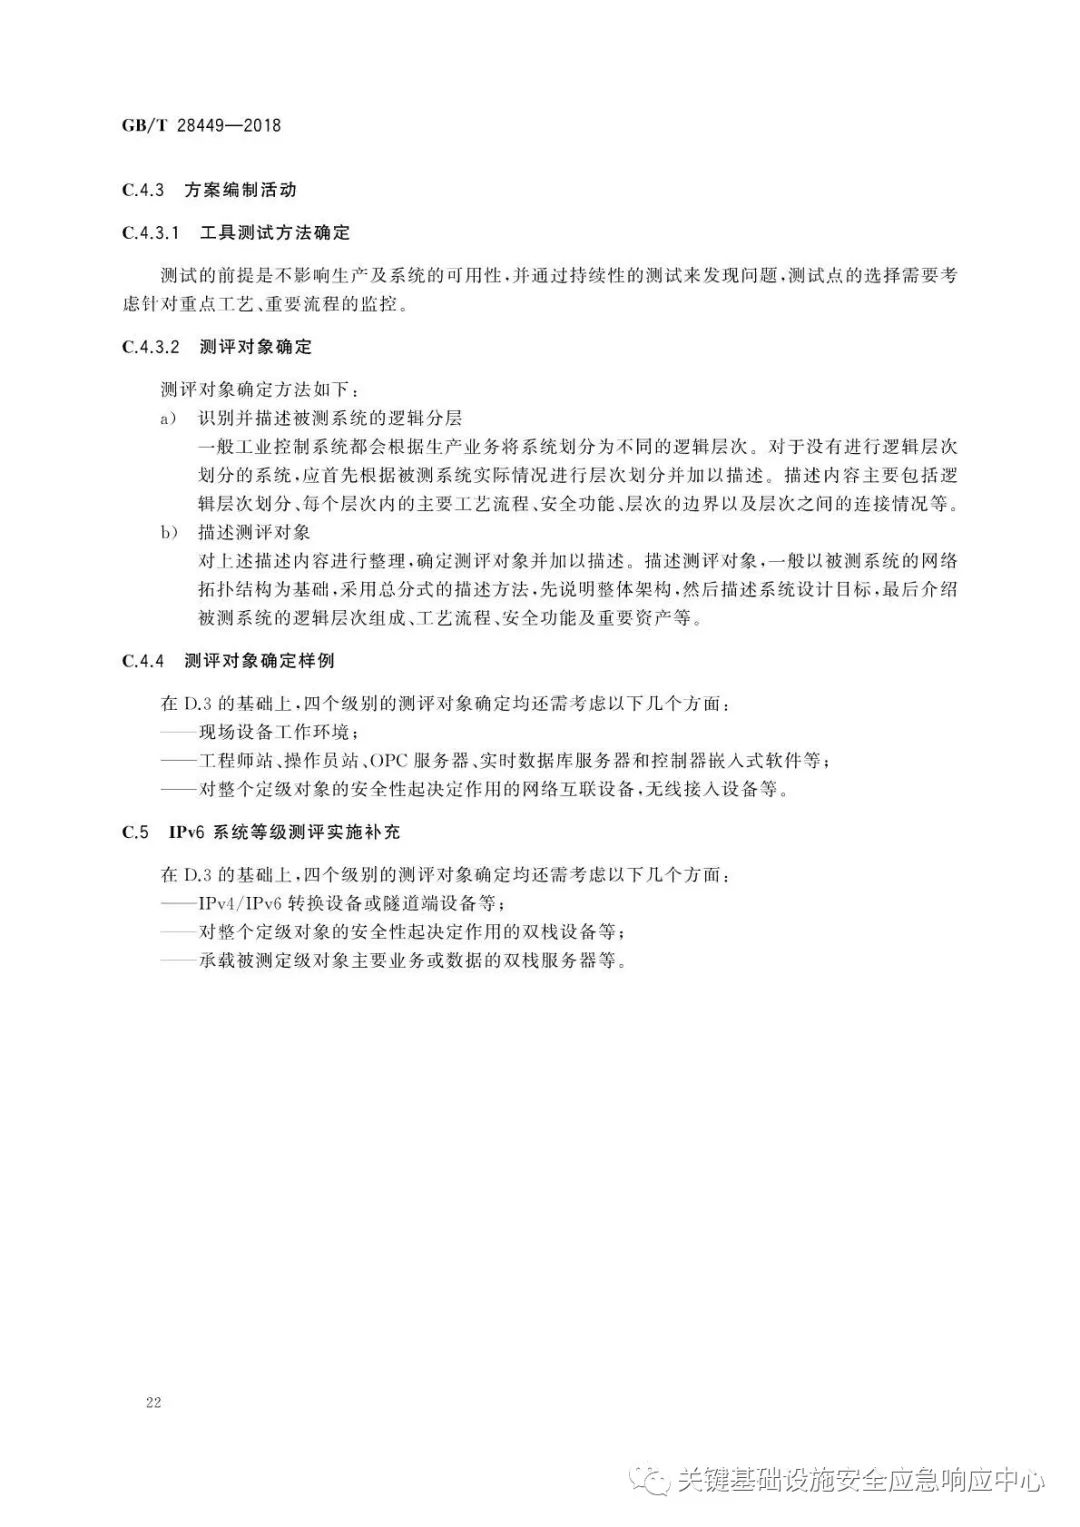 GB/T 28449—2018
C.4.3 方案编制活动
C.4.3.1 工具测试方法确定
测试的前提是不影响生产及系统的可用性,并通过持续性的测试来发现问题,测试点的选择需要考
虑针对重点工艺、重要流程的监控。
C.4.3.2 测评对象确定
测评对象确定方法如下:
a) 识别并描述被测系统的逻辑分层
一般工业控制系统都会根据生产业务将系统划分为不同的逻辑层次。对于没有进行逻辑层次
划分的系统,应首先根据被测系统实际情况进行层次划分并加以描述。描述内容主要包括逻
辑层次划分、每个层次内的主要工艺流程、安全功能、层次的边界以及层次之间的连接情况等。
b) 描述测评对象
对上述描述内容进行整理,确定测评对象并加以描述。描述测评对象,一般以被测系统的网络
拓扑结构为基础,采用总分式的描述方法,先说明整体架构,然后描述系统设计目标,最后介绍
被测系统的逻辑层次组成、工艺流程、安全功能及重要资产等。
C.4.4 测评对象确定样例
在 D.3 的基础上,四个级别的测评对象确定均还需考虑以下几个方面:
——现场设备工作环境;
——工程师站、操作员站、OPC 服务器、实时数据库服务器和控制器嵌入式软件等;
——对整个定级对象的安全性起决定作用的网络互联设备,无线接入设备等。
C.5 IPv6 系统等级测评实施补充
在 D.3 的基础上,四个级别的测评对象确定均还需考虑以下几个方面:
——IPv4/IPv6 转换设备或隧道端设备等;
——对整个定级对象的安全性起决定作用的双栈设备等;
——承载被测定级对象主要业务或数据的双栈服务器等。
22
关键基础设施安全应急响应中心